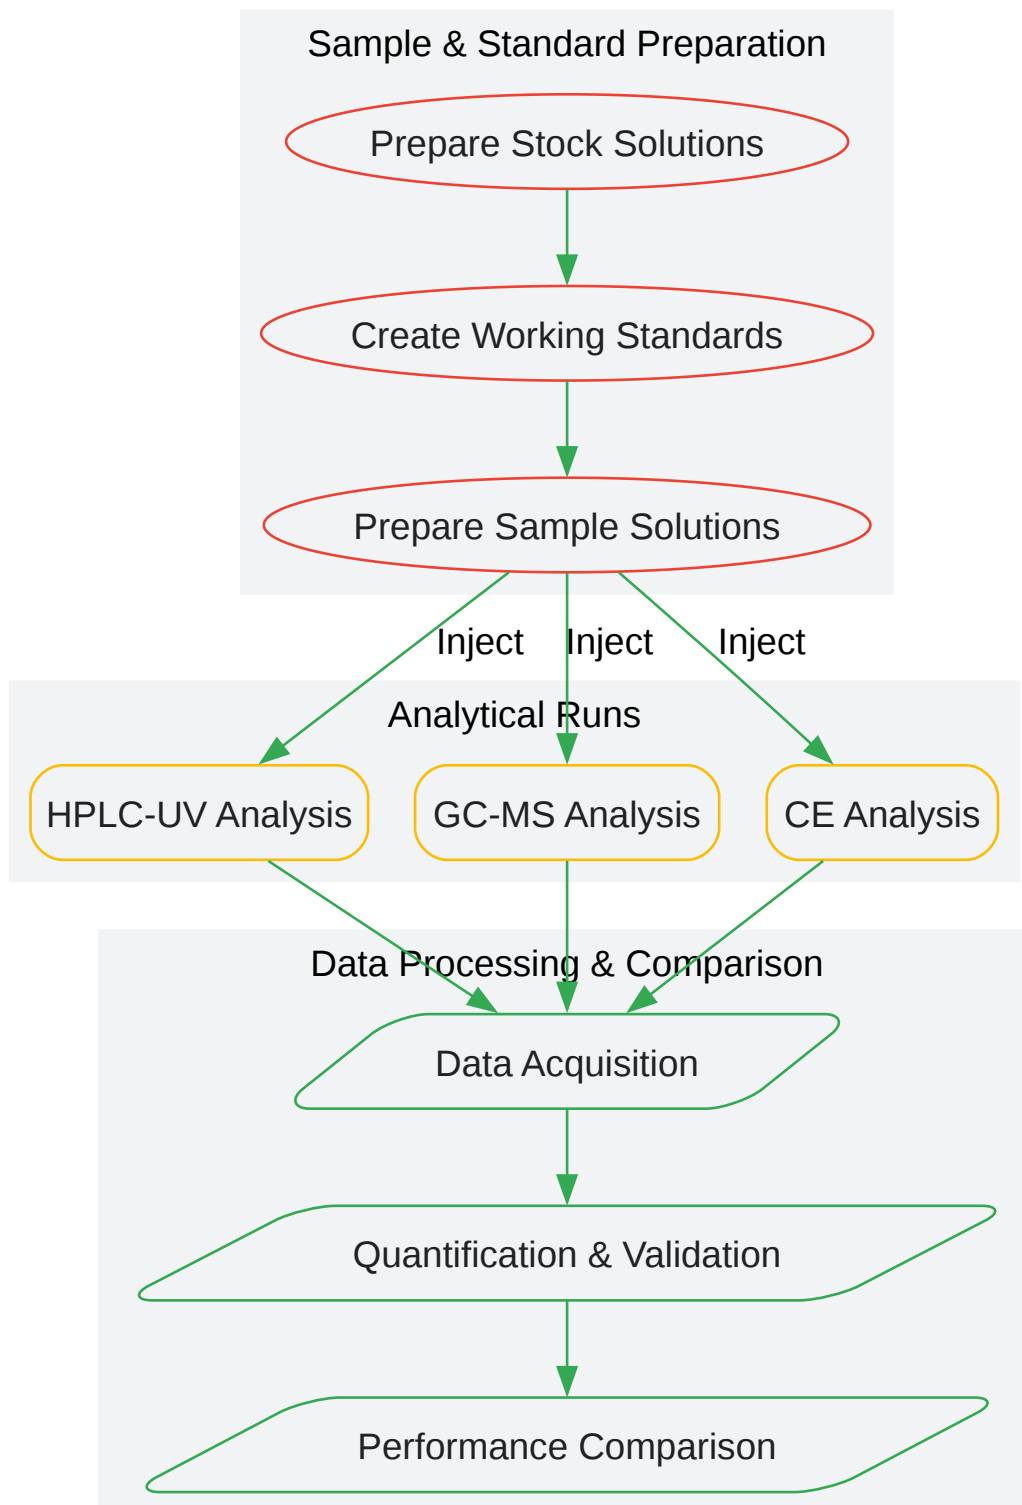 Sample & Standard Preparation
Prepare Stock Solutions
Create Working Standards
Prepare Sample Solutions
Inject
Inject
Inject
Analytical Runs
HPLC-UV Analysis
GC-MS Analysis
CE Analysis
Data Processing & Comparison
Data Acquisition
Quantification & Validation
Performance Comparison